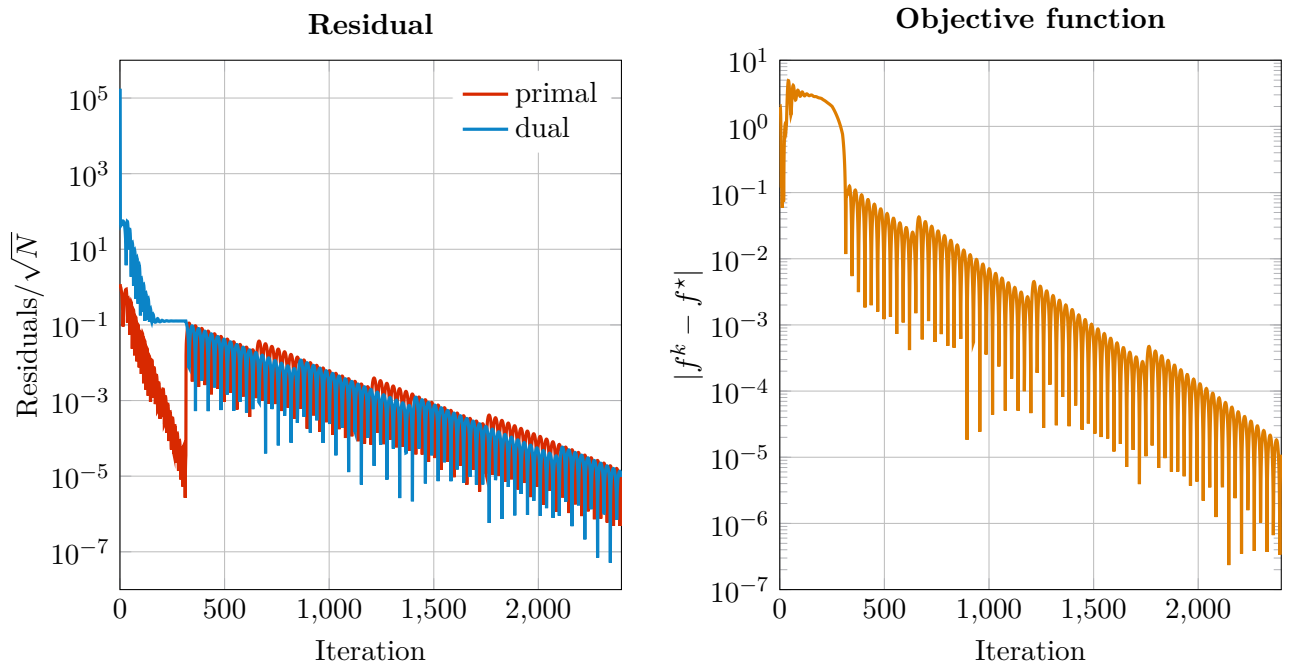 Residual
Residuals/√N
10^5
10^3
10^1
10^−1
10^−3
10^−5
10^−7
primal
dual
0 500 1,000 1,500 2,000
Iteration
Objective function
|f^k − f^⋆|
10^1
10^0
10^−1
10^−2
10^−3
10^−4
10^−5
10^−6
10^−7
0 500 1,000 1,500 2,000
Iteration